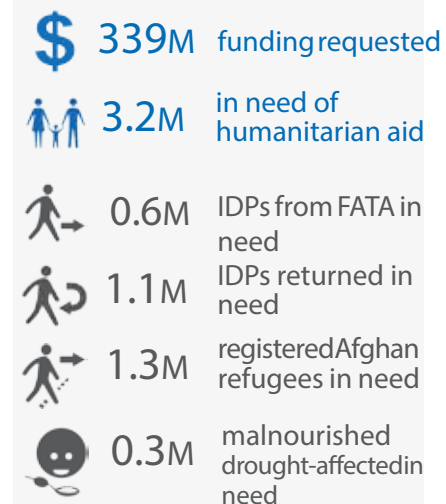 $ 339M funding requested
3.2M in need of
humanitarian aid
0.6M IDPs from FATA in
need
1.1M IDPs returned in
need
1.3M registered Afghan
refugees in need
0.3M malnourished
drought-affected in
need